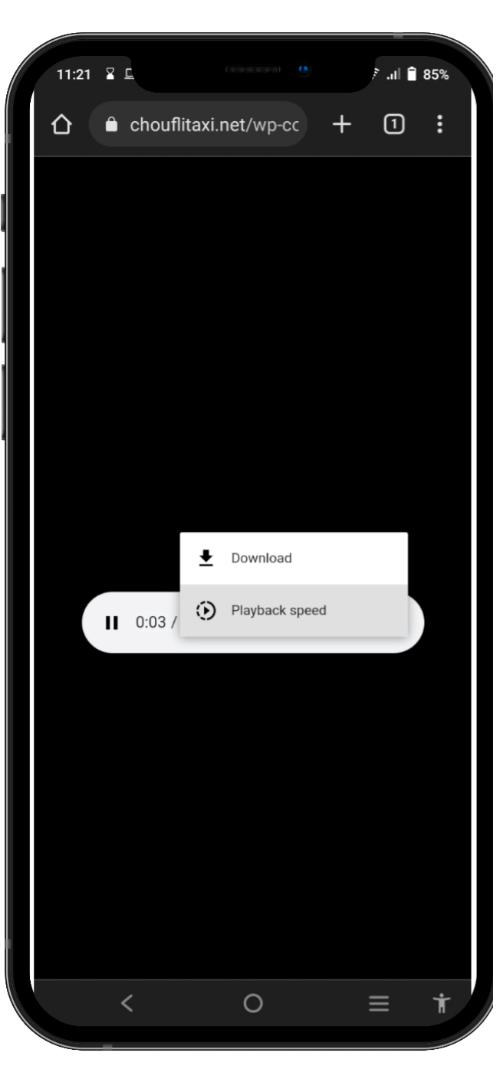 11:21
85%
chouflitaxi.net/wp-cc
1
Download
Playback speed
0:03 /